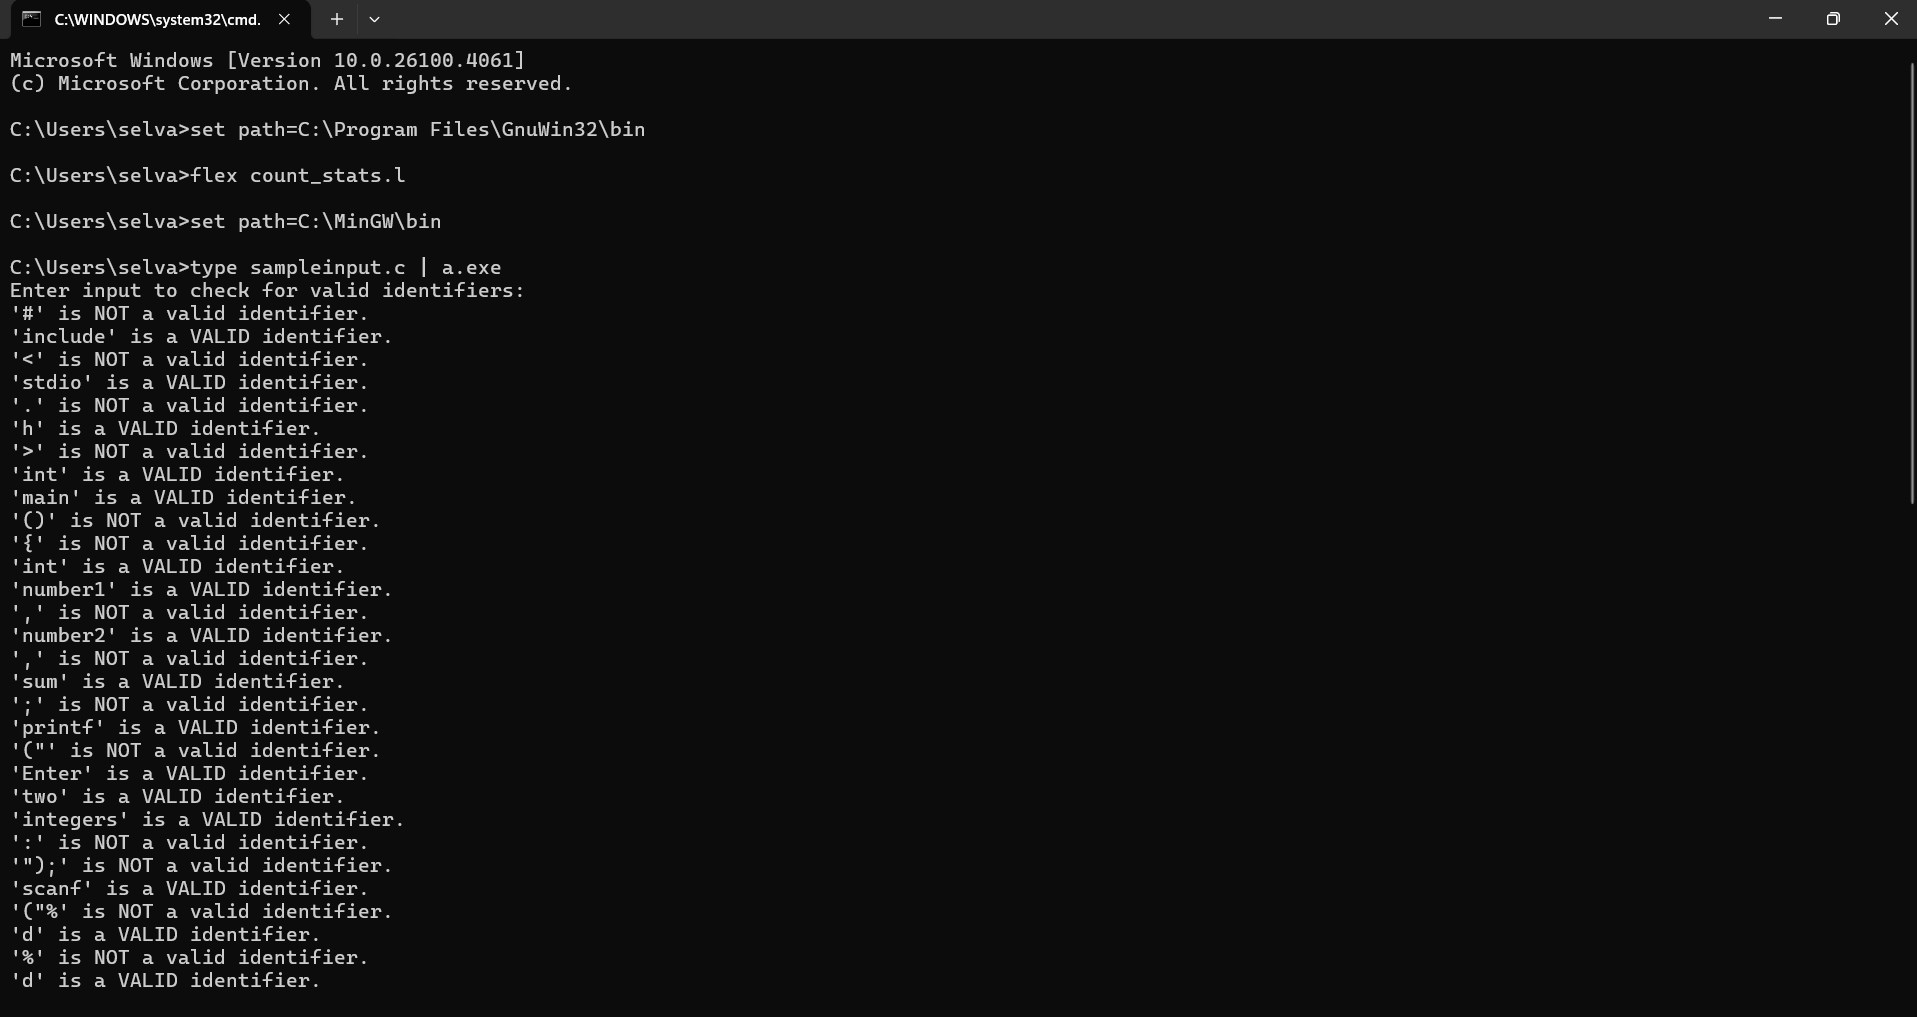 C:\WINDOWS\system32\cmd.
Microsoft Windows [Version 10.0.26100.4061]
(c) Microsoft Corporation. All rights reserved.
C:\Users\selva>set path=C:\Program Files\GnuWin32\bin
C:\Users\selva>flex count_stats.l
C:\Users\selva>set path=C:\MinGW\bin
C:\Users\selva>type sampleinput.c | a.exe
Enter input to check for valid identifiers:
'#' is NOT a valid identifier.
'include' is a VALID identifier.
'<' is NOT a valid identifier.
'stdio' is a VALID identifier.
'.' is NOT a valid identifier.
'h' is a VALID identifier.
'>' is NOT a valid identifier.
'int' is a VALID identifier.
'main' is a VALID identifier.
'()' is NOT a valid identifier.
'{' is NOT a valid identifier.
'int' is a VALID identifier.
'number1' is a VALID identifier.
',' is NOT a valid identifier.
'number2' is a VALID identifier.
',' is NOT a valid identifier.
'sum' is a VALID identifier.
';' is NOT a valid identifier.
'printf' is a VALID identifier.
'("' is NOT a valid identifier.
'Enter' is a VALID identifier.
'two' is a VALID identifier.
'integers' is a VALID identifier.
':' is NOT a valid identifier.
'");' is NOT a valid identifier.
'scanf' is a VALID identifier.
'("%' is NOT a valid identifier.
'd' is a VALID identifier.
'%' is NOT a valid identifier.
'd' is a VALID identifier.